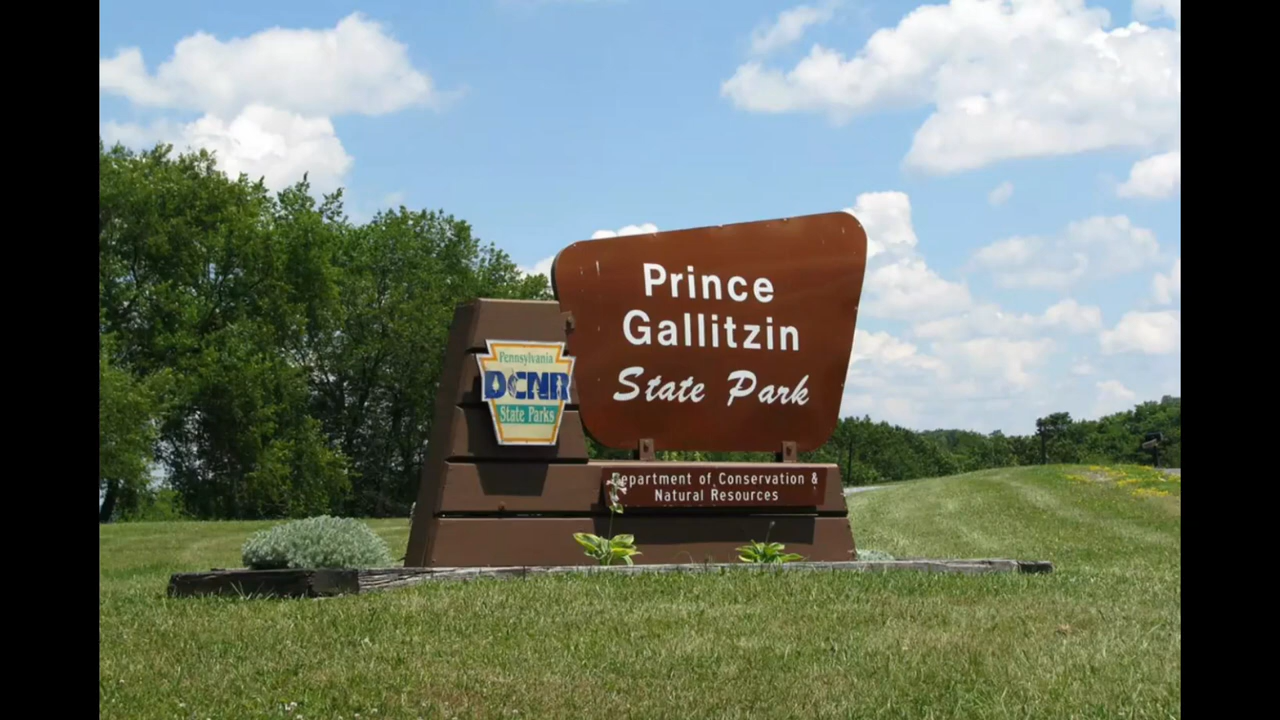 Prince
Gallitzin
State Park
Pennsylvania
DCNR
State Parks
Department of Conservation &
Natural Resources